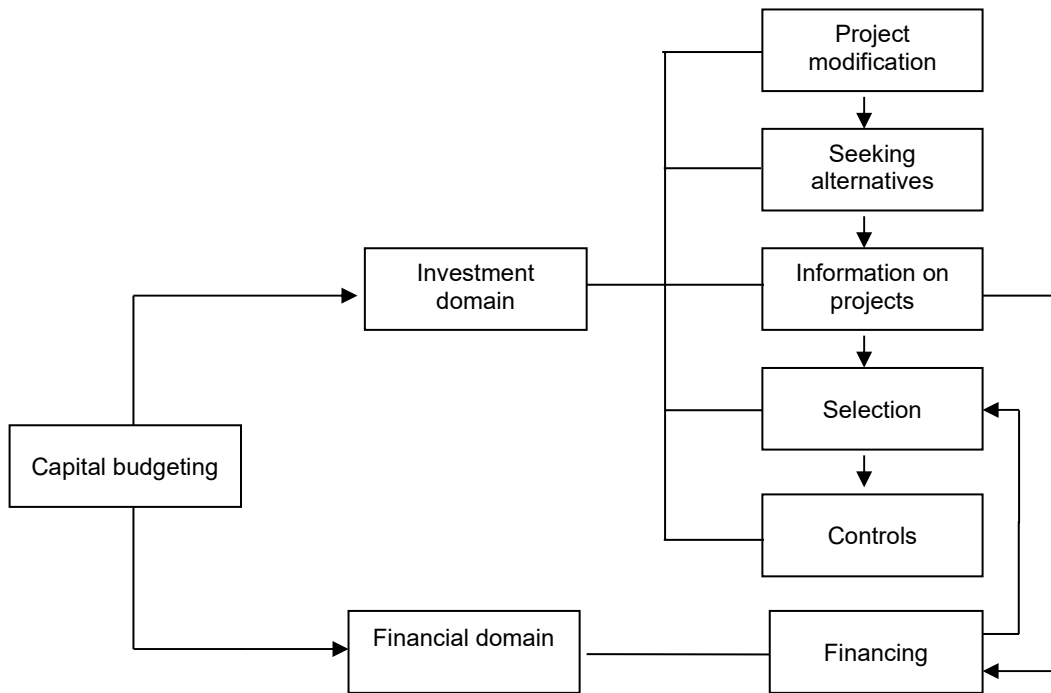 Project
modification
Seeking
alternatives
Investment
domain
Information on
projects
Selection
Capital budgeting
Controls
Financial domain
Financing